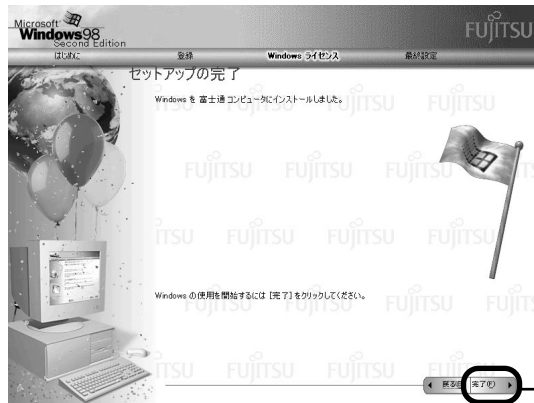 Microsoft
Windows98
Second Edition
FUJITSU
はじめに 登録 Windows ライセンス 最終設定
セットアップの完了
Windows を 富士通 コンピュータにインストールしました。
Windows の使用を開始するには [完了] をクリックしてください。
戻る(B) 完了(F)